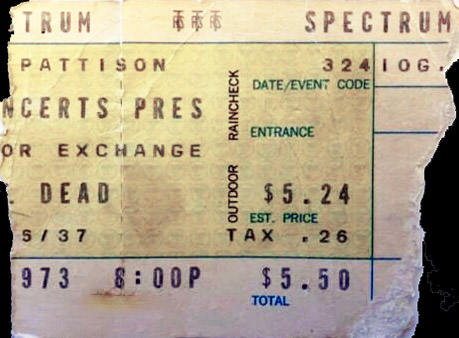 TRUM SPECTRUM
PATTISON 324 IOG.
DATE/EVENT CODE
NCERTS PRES
RAINCHECK
ENTRANCE
OR EXCHANGE
. DEAD $5.24
OUTDOOR
EST. PRICE
5/37 TAX .26
973 8:00P $5.50
TOTAL